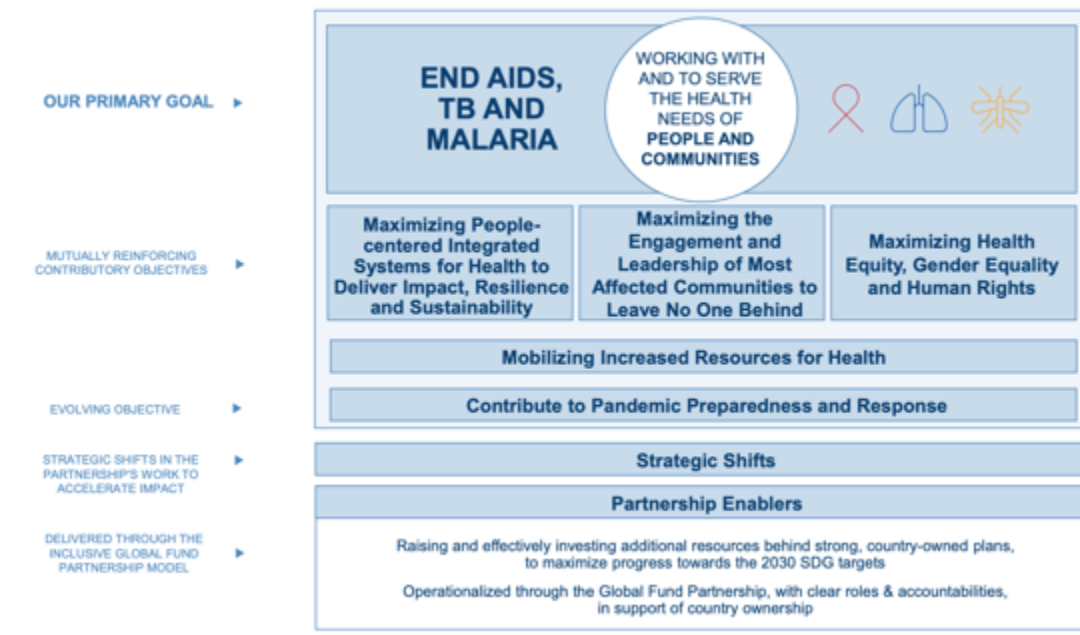 OUR PRIMARY GOAL
END AIDS,
TB AND
MALARIA
WORKING WITH
AND TO SERVE
THE HEALTH
NEEDS OF
PEOPLE AND
COMMUNITIES
MUTUALLY REINFORCING
CONTRIBUTORY OBJECTIVES
Maximizing People-
centered Integrated
Systems for Health to
Deliver Impact, Resilience
and Sustainability
Maximizing the
Engagement and
Leadership of Most
Affected Communities to
Leave No One Behind
Maximizing Health
Equity, Gender Equality
and Human Rights
Mobilizing Increased Resources for Health
EVOLVING OBJECTIVE
Contribute to Pandemic Preparedness and Response
STRATEGIC SHIFTS IN THE
PARTNERSHIP'S WORK TO
ACCELERATE IMPACT
Strategic Shifts
Partnership Enablers
DELIVERED THROUGH THE
INCLUSIVE GLOBAL FUND
PARTNERSHIP MODEL
Raising and effectively investing additional resources behind strong, country-owned plans,
to maximize progress towards the 2030 SDG targets
Operationalized through the Global Fund Partnership, with clear roles & accountabilities,
in support of country ownership